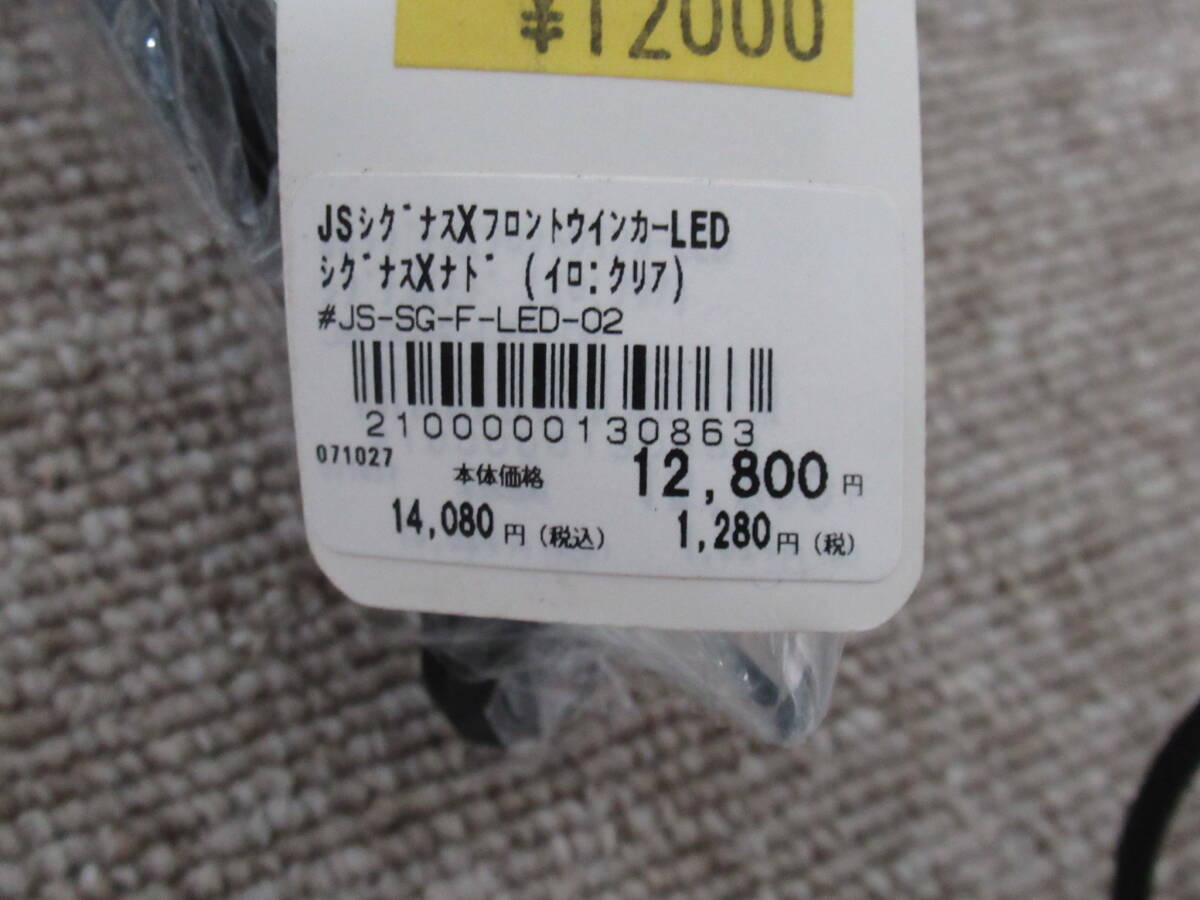 ¥12000
JSｼｸﾞﾅｽXﾌﾛﾝﾄｳｲﾝｶｰLED
ｼｸﾞﾅｽXﾅﾄﾞ (ｲﾛ:ｸﾘｱ)
#JS-SG-F-LED-02
2100000130863
071027 本体価格 12,800円
14,080円(税込) 1,280円(税)